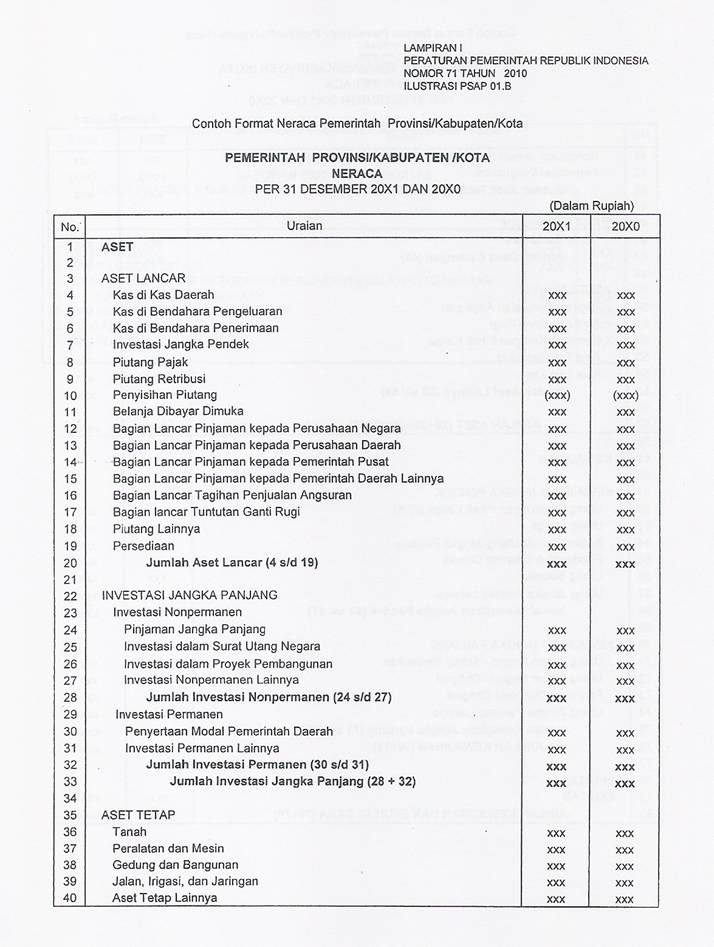 LAMPIRAN I
PERATURAN PEMERINTAH REPUBLIK INDONESIA
NOMOR 71 TAHUN 2010
ILUSTRASI PSAP 01.B
Contoh Format Neraca Pemerintah Provinsi/Kabupaten/Kota
PEMERINTAH PROVINSI/KABUPATEN /KOTA
NERACA
PER 31 DESEMBER 20X1 DAN 20X0
(Dalam Rupiah)
No. Uraian 20X1 20X0
1 ASET
2
3 ASET LANCAR
4 Kas di Kas Daerah xxx xxx
5 Kas di Bendahara Pengeluaran xxx xxx
6 Kas di Bendahara Penerimaan xxx xxx
7 Investasi Jangka Pendek xxx xxx
8 Piutang Pajak xxx xxx
9 Piutang Retribusi xxx xxx
10 Penyisihan Piutang (xxx) (xxx)
11 Belanja Dibayar Dimuka xxx xxx
12 Bagian Lancar Pinjaman kepada Perusahaan Negara xxx xxx
13 Bagian Lancar Pinjaman kepada Perusahaan Daerah xxx xxx
14 Bagian Lancar Pinjaman kepada Pemerintah Pusat xxx xxx
15 Bagian Lancar Pinjaman kepada Pemerintah Daerah Lainnya xxx xxx
16 Bagian Lancar Tagihan Penjualan Angsuran xxx xxx
17 Bagian lancar Tuntutan Ganti Rugi xxx xxx
18 Piutang Lainnya xxx xxx
19 Persediaan xxx xxx
20 Jumlah Aset Lancar (4 s/d 19) xxx xxx
21
22 INVESTASI JANGKA PANJANG
23 Investasi Nonpermanen
24 Pinjaman Jangka Panjang xxx xxx
25 Investasi dalam Surat Utang Negara xxx xxx
26 Investasi dalam Proyek Pembangunan xxx xxx
27 Investasi Nonpermanen Lainnya xxx xxx
28 Jumlah Investasi Nonpermanen (24 s/d 27) xxx xxx
29 Investasi Permanen
30 Penyertaan Modal Pemerintah Daerah xxx xxx
31 Investasi Permanen Lainnya xxx xxx
32 Jumlah Investasi Permanen (30 s/d 31) xxx xxx
33 Jumlah Investasi Jangka Panjang (28 + 32) xxx xxx
34
35 ASET TETAP
36 Tanah xxx xxx
37 Peralatan dan Mesin xxx xxx
38 Gedung dan Bangunan xxx xxx
39 Jalan, Irigasi, dan Jaringan xxx xxx
40 Aset Tetap Lainnya xxx xxx